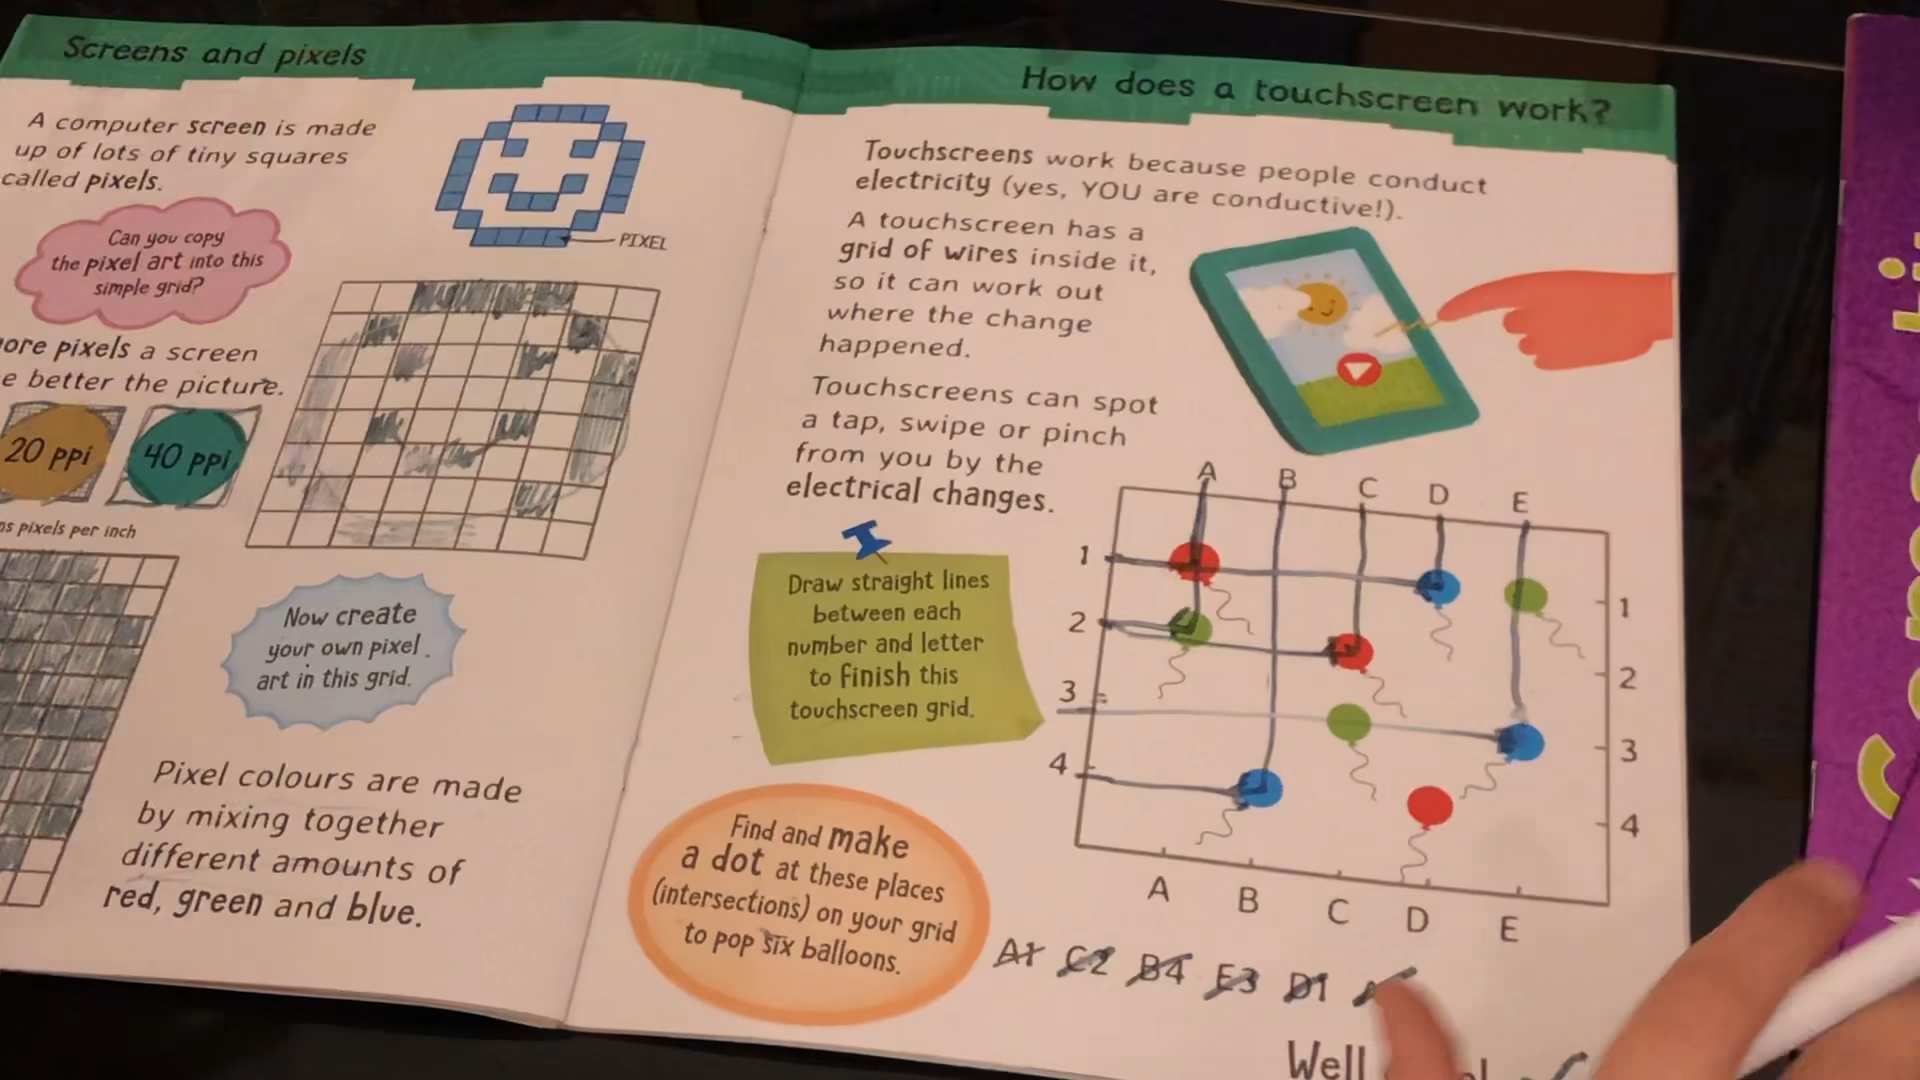 Screens and pixels
A computer screen is made
up of lots of tiny squares
called pixels.
PIXEL
Can you copy
the pixel art into this
simple grid?
ore pixels a screen
e better the picture.
20 ppi
40 ppi
ns pixels per inch
Now create
your own pixel
art in this grid.
Pixel colours are made
by mixing together
different amounts of
red, green and blue.
How does a touchscreen work?
Touchscreens work because people conduct
electricity (yes, YOU are conductive!).
A touchscreen has a
grid of wires inside it,
so it can work out
where the change
happened.
Touchscreens can spot
a tap, swipe or pinch
from you by the
electrical changes.
Draw straight lines
between each
number and letter
to finish this
touchscreen grid.
A B C D E
1
2
3
4
1
2
3
4
A B C D E
Find and make
a dot at these places
(intersections) on your grid
to pop six balloons.
A1 C2 B4 E3 D1
Well